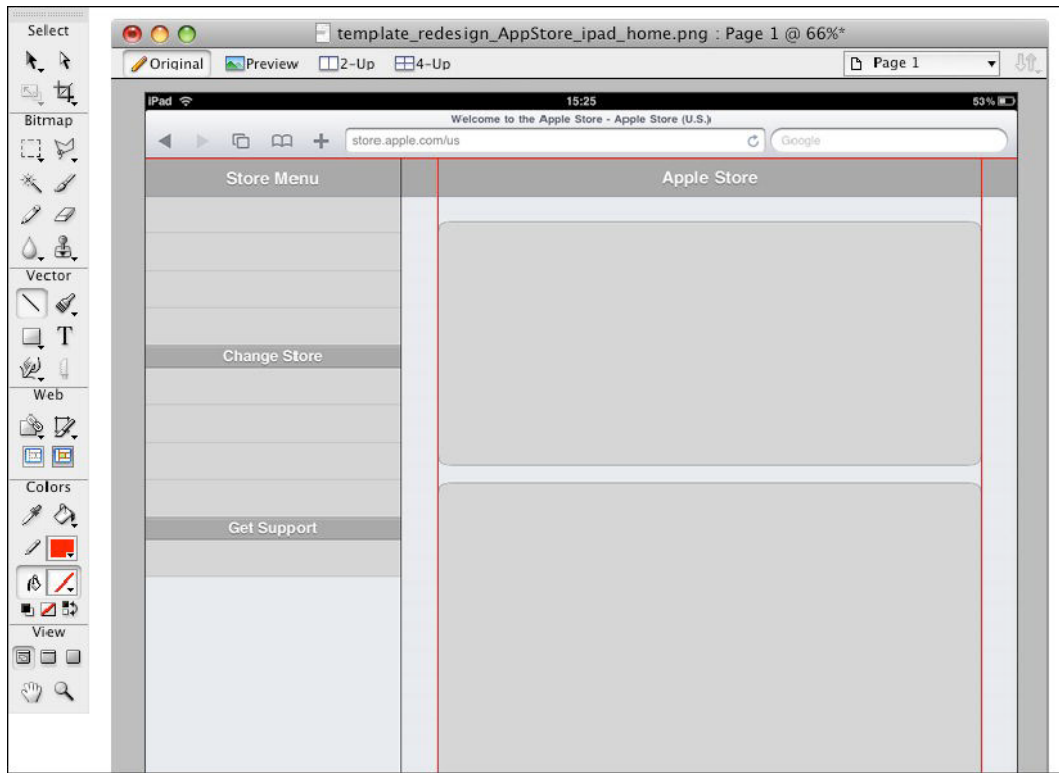 Select
Bitmap
Vector
T
Web
Colors
View
template_redesign_AppStore_ipad_home.png : Page 1 @ 66%*
Original Preview 2-Up 4-Up Page 1
iPad 15:25 53%
Welcome to the Apple Store - Apple Store (U.S.)
store.apple.com/us Google
Store Menu Apple Store
Change Store
Get Support